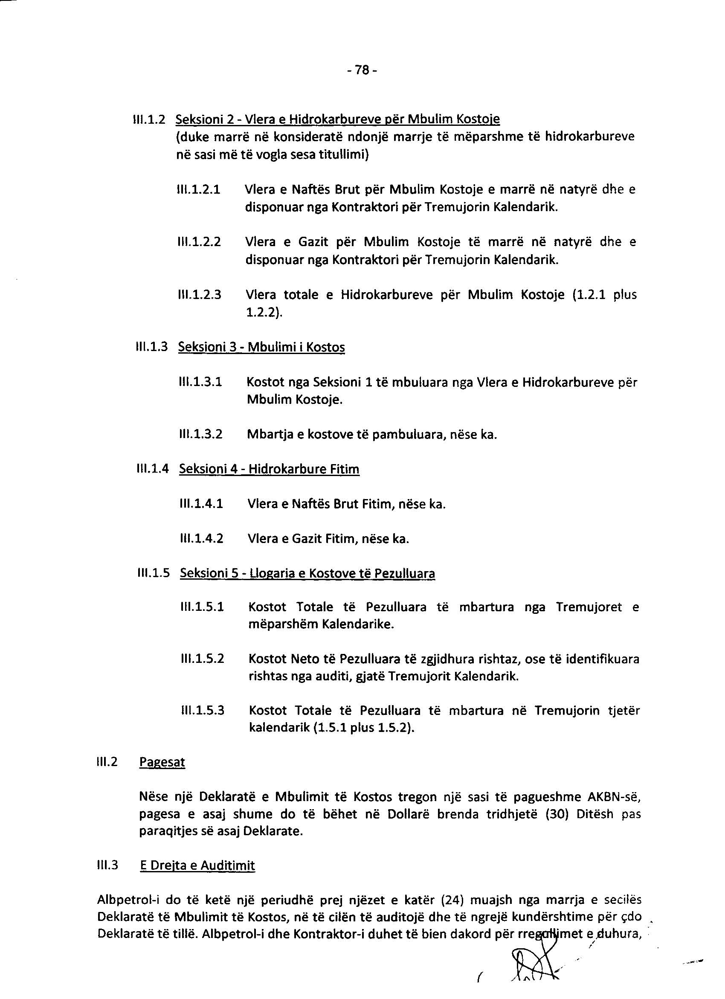 - 78 -
III.1.2 Seksioni 2 - Vlera e Hidrokarbureve për Mbulim Kostoje
(duke marrë në konsideratë ndonjë marrje të mëparshme të hidrokarbureve
në sasi më të vogla sesa titullimi)
III.1.2.1 Vlera e Naftës Brut për Mbulim Kostoje e marrë në natyrë dhe e
disponuar nga Kontraktori për Tremujorin Kalendarik.
III.1.2.2 Vlera e Gazit për Mbulim Kostoje të marrë në natyrë dhe e
disponuar nga Kontraktori për Tremujorin Kalendarik.
III.1.2.3 Vlera totale e Hidrokarbureve për Mbulim Kostoje (1.2.1 plus
1.2.2).
III.1.3 Seksioni 3 - Mbulimi i Kostos
III.1.3.1 Kostot nga Seksioni 1 të mbuluara nga Vlera e Hidrokarbureve për
Mbulim Kostoje.
III.1.3.2 Mbartja e kostove të pambuluara, nëse ka.
III.1.4 Seksioni 4 - Hidrokarbure Fitim
III.1.4.1 Vlera e Naftës Brut Fitim, nëse ka.
III.1.4.2 Vlera e Gazit Fitim, nëse ka.
III.1.5 Seksioni 5 - Llogaria e Kostove të Pezulluara
III.1.5.1 Kostot Totale të Pezulluara të mbartura nga Tremujoret e
mëparshëm Kalendarike.
III.1.5.2 Kostot Neto të Pezulluara të zgjidhura rishtaz, ose të identifikuara
rishtas nga auditi, gjatë Tremujorit Kalendarik.
III.1.5.3 Kostot Totale të Pezulluara të mbartura në Tremujorin tjetër
kalendarik (1.5.1 plus 1.5.2).
III.2 Pagesat
Nëse një Deklaratë e Mbulimit të Kostos tregon një sasi të pagueshme AKBN-së,
pagesa e asaj shume do të bëhet në Dollarë brenda tridhjetë (30) Ditësh pas
paraqitjes së asaj Deklarate.
III.3 E Drejta e Auditimit
Albpetrol-i do të ketë një periudhë prej njëzet e katër (24) muajsh nga marrja e secilës
Deklaratë të Mbulimit të Kostos, në të cilën të auditojë dhe të ngrejë kundërshtime për çdo
Deklaratë të tillë. Albpetrol-i dhe Kontraktor-i duhet të bien dakord për rregullimet e duhura,